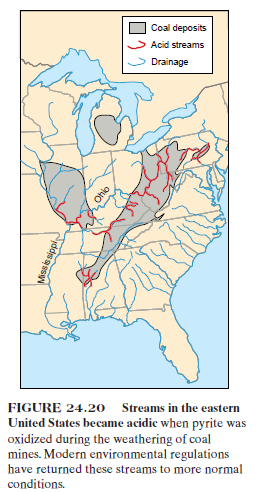 Coal deposits
Acid streams
Drainage
Ohio
Mississippi
FIGURE 24.20 Streams in the eastern
United States became acidic when pyrite was
oxidized during the weathering of coal
mines. Modern environmental regulations
have returned these streams to more normal
conditions.